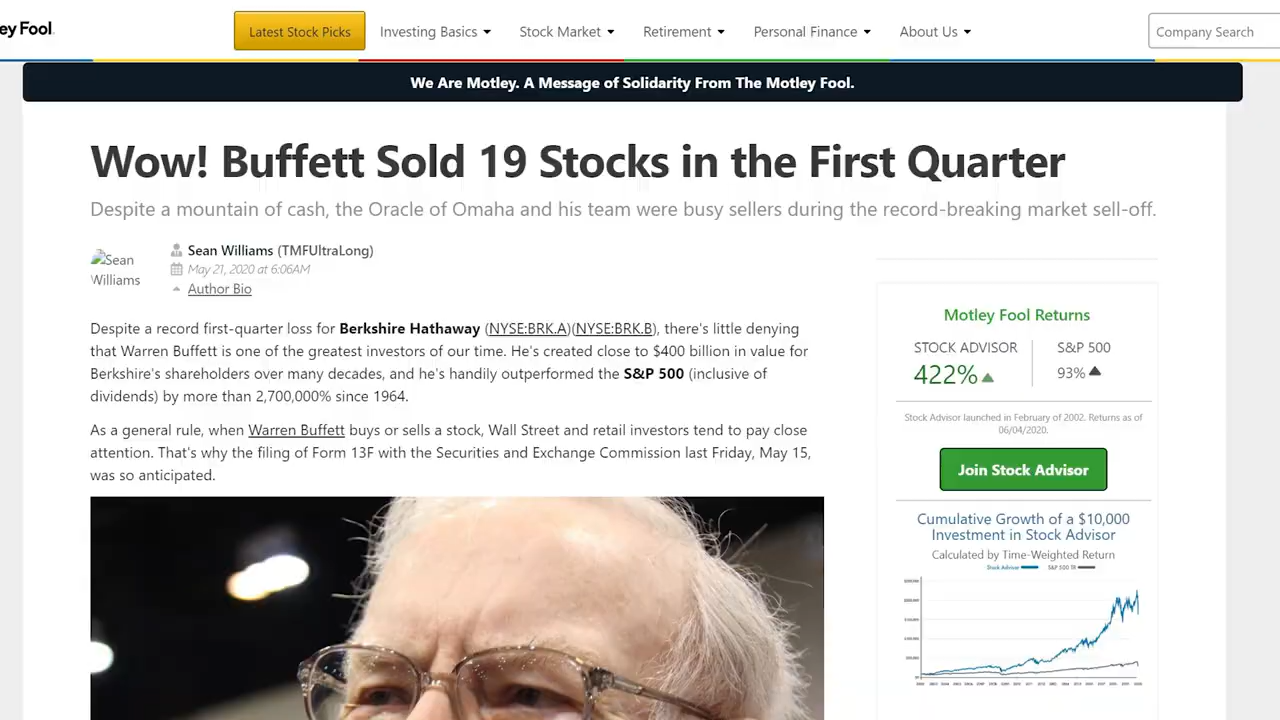 ey Fool.
Latest Stock Picks
Investing Basics
Stock Market
Retirement
Personal Finance
About Us
Company Search
We Are Motley. A Message of Solidarity From The Motley Fool.
Wow! Buffett Sold 19 Stocks in the First Quarter
Despite a mountain of cash, the Oracle of Omaha and his team were busy sellers during the record-breaking market sell-off.
Sean Williams
Sean Williams (TMFUltraLong)
May 21, 2020 at 6:06AM
Author Bio
Despite a record first-quarter loss for Berkshire Hathaway (NYSE:BRK.A)(NYSE:BRK.B), there's little denying
that Warren Buffett is one of the greatest investors of our time. He's created close to $400 billion in value for
Berkshire's shareholders over many decades, and he's handily outperformed the S&P 500 (inclusive of
dividends) by more than 2,700,000% since 1964.
As a general rule, when Warren Buffett buys or sells a stock, Wall Street and retail investors tend to pay close
attention. That's why the filing of Form 13F with the Securities and Exchange Commission last Friday, May 15,
was so anticipated.
Motley Fool Returns
STOCK ADVISOR S&P 500
422% 93%
Stock Advisor launched in February of 2002. Returns as of
06/04/2020.
Join Stock Advisor
Cumulative Growth of a $10,000
Investment in Stock Advisor
Calculated by Time-Weighted Return
Stock Advisor S&P 500 TR